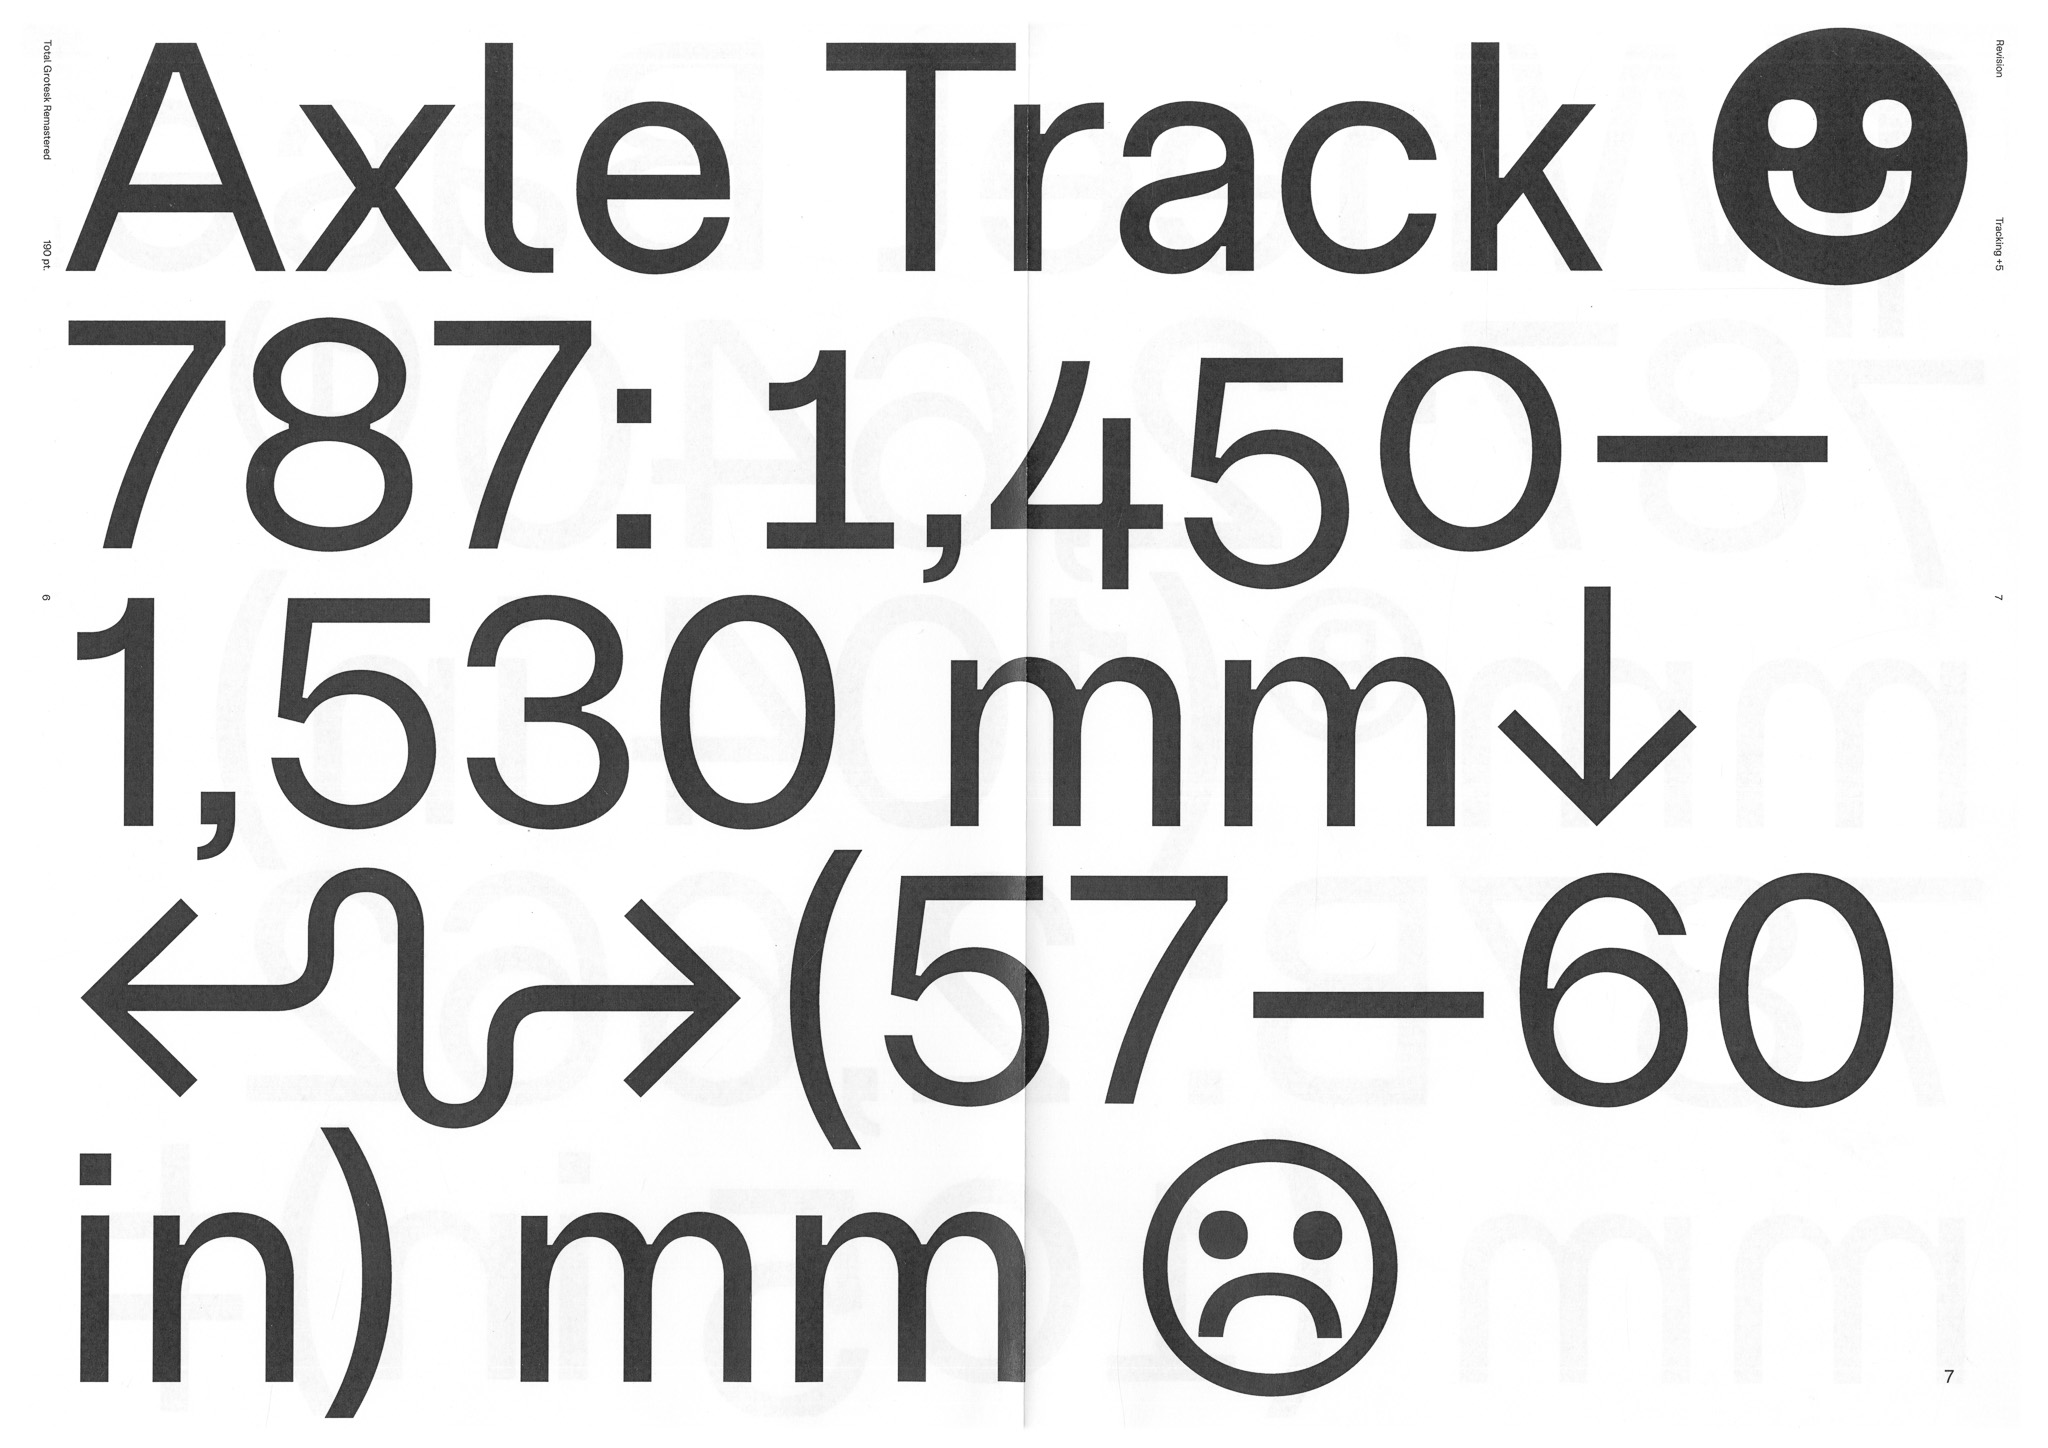 Total Grotesk Remastered
190 pt.
6
Axle Track ☻
787: 1,450—
1,530 mm↓
(57—60
in) mm ☹
Revision
Tracking +5
7
7